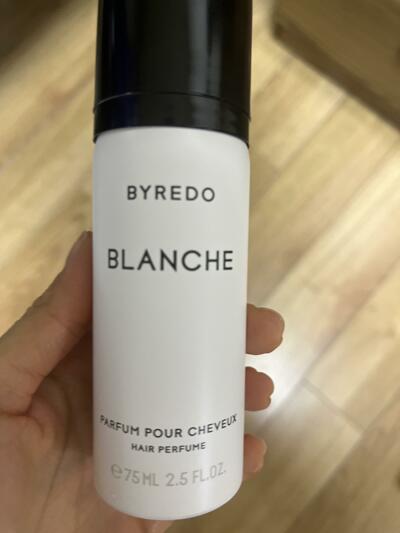 BYREDO
BLANCHE
PARFUM POUR CHEVEUX
HAIR PERFUME
℮75ML 2.5 FL.OZ.